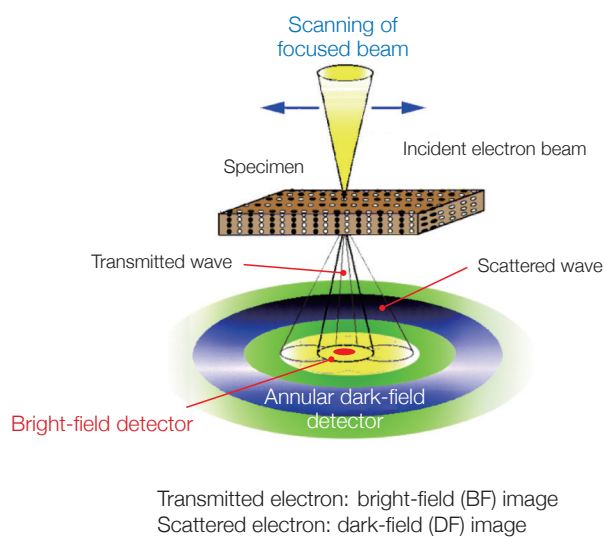 Scanning of
focused beam
Incident electron beam
Specimen
Transmitted wave
Scattered wave
Annular dark-field
detector
Bright-field detector
Transmitted electron: bright-field (BF) image
Scattered electron: dark-field (DF) image